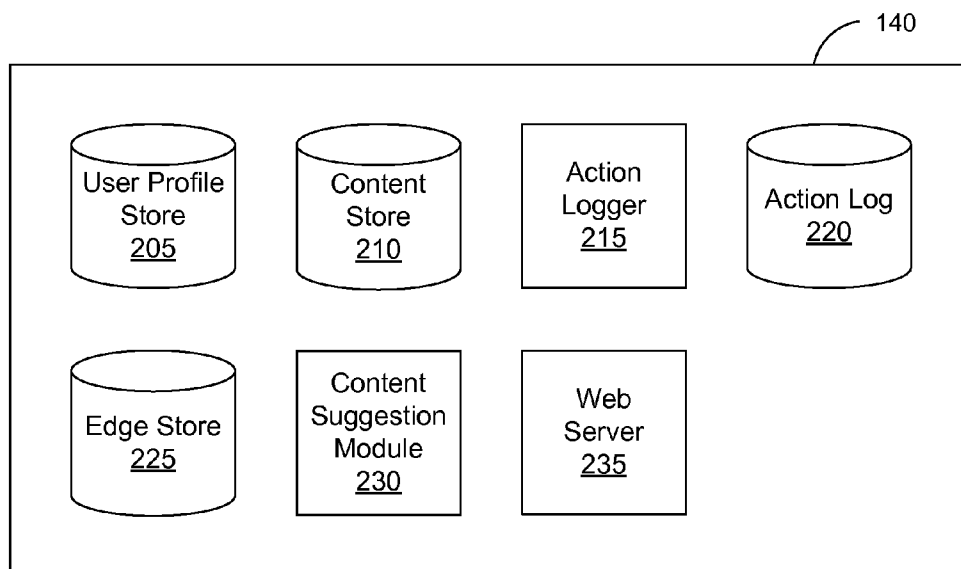 140
User Profile
Store
205
Content
Store
210
Action
Logger
215
Action Log
220
Edge Store
225
Content
Suggestion
Module
230
Web
Server
235